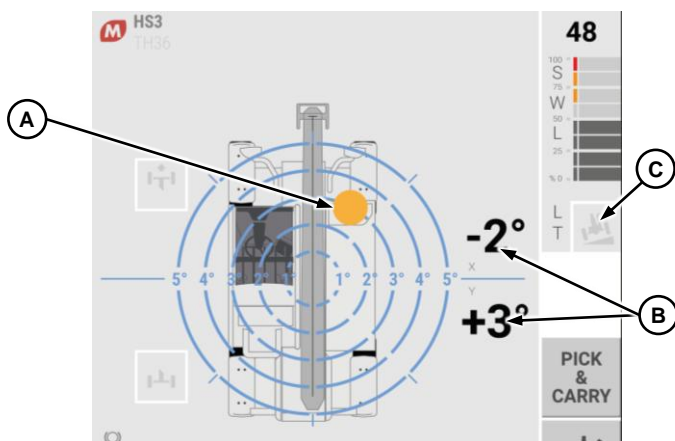 M HS3
TH36
48
100
S
75
W
50
L
25
% 0
A
C
L
T
-2°
X
5° 4° 3° 2° 1° 1° 2° 3° 4° 5°
Y
+3°
B
PICK
&
CARRY